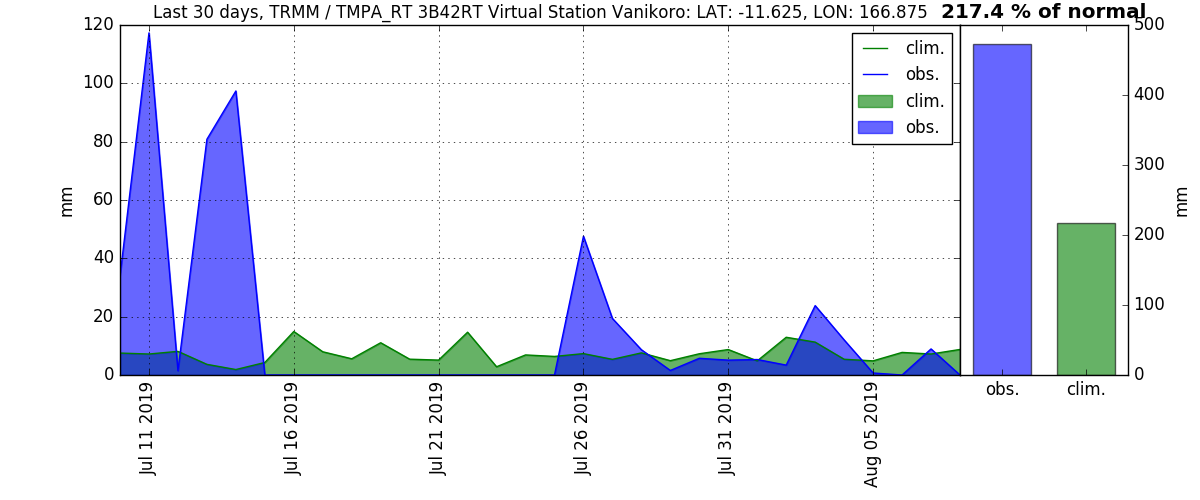 Last 30 days, TRMM / TMPA_RT 3B42RT Virtual Station Vanikoro: LAT: -11.625, LON: 166.875 217.4 % of normal
120
100
80
60
40
20
0
mm
clim.
obs.
clim.
obs.
500
400
300
200
100
0
mm
Jul 11 2019
Jul 16 2019
Jul 21 2019
Jul 26 2019
Jul 31 2019
Aug 05 2019
obs.
clim.